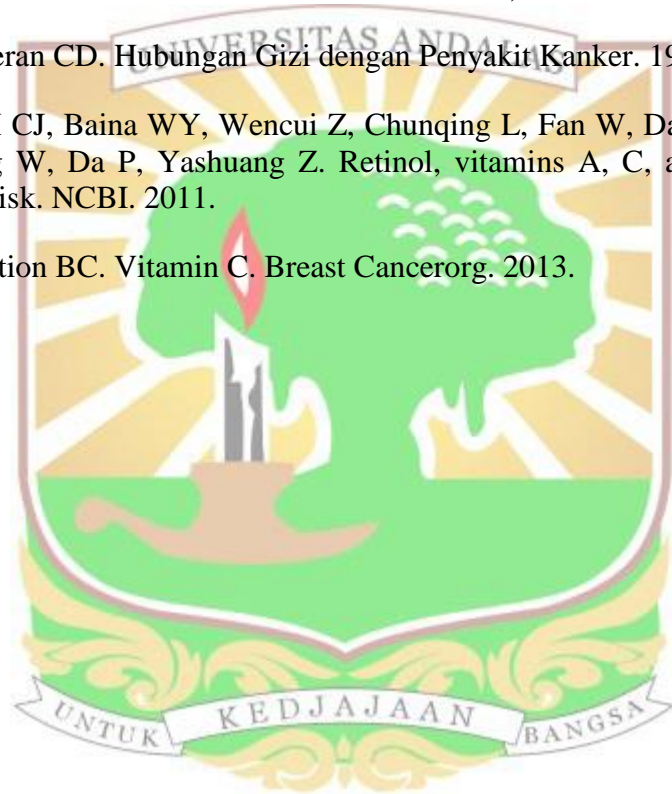 UNIVERSITAS ANDALAS
eran CD. Hubungan Gizi dengan Penyakit Kanker. 19
CJ, Baina WY, Wencui Z, Chunqing L, Fan W, Da
g W, Da P, Yashuang Z. Retinol, vitamins A, C, a
isk. NCBI. 2011.
tion BC. Vitamin C. Breast Cancerorg. 2013.
UNTUK KEDJAJAAN BANGSA